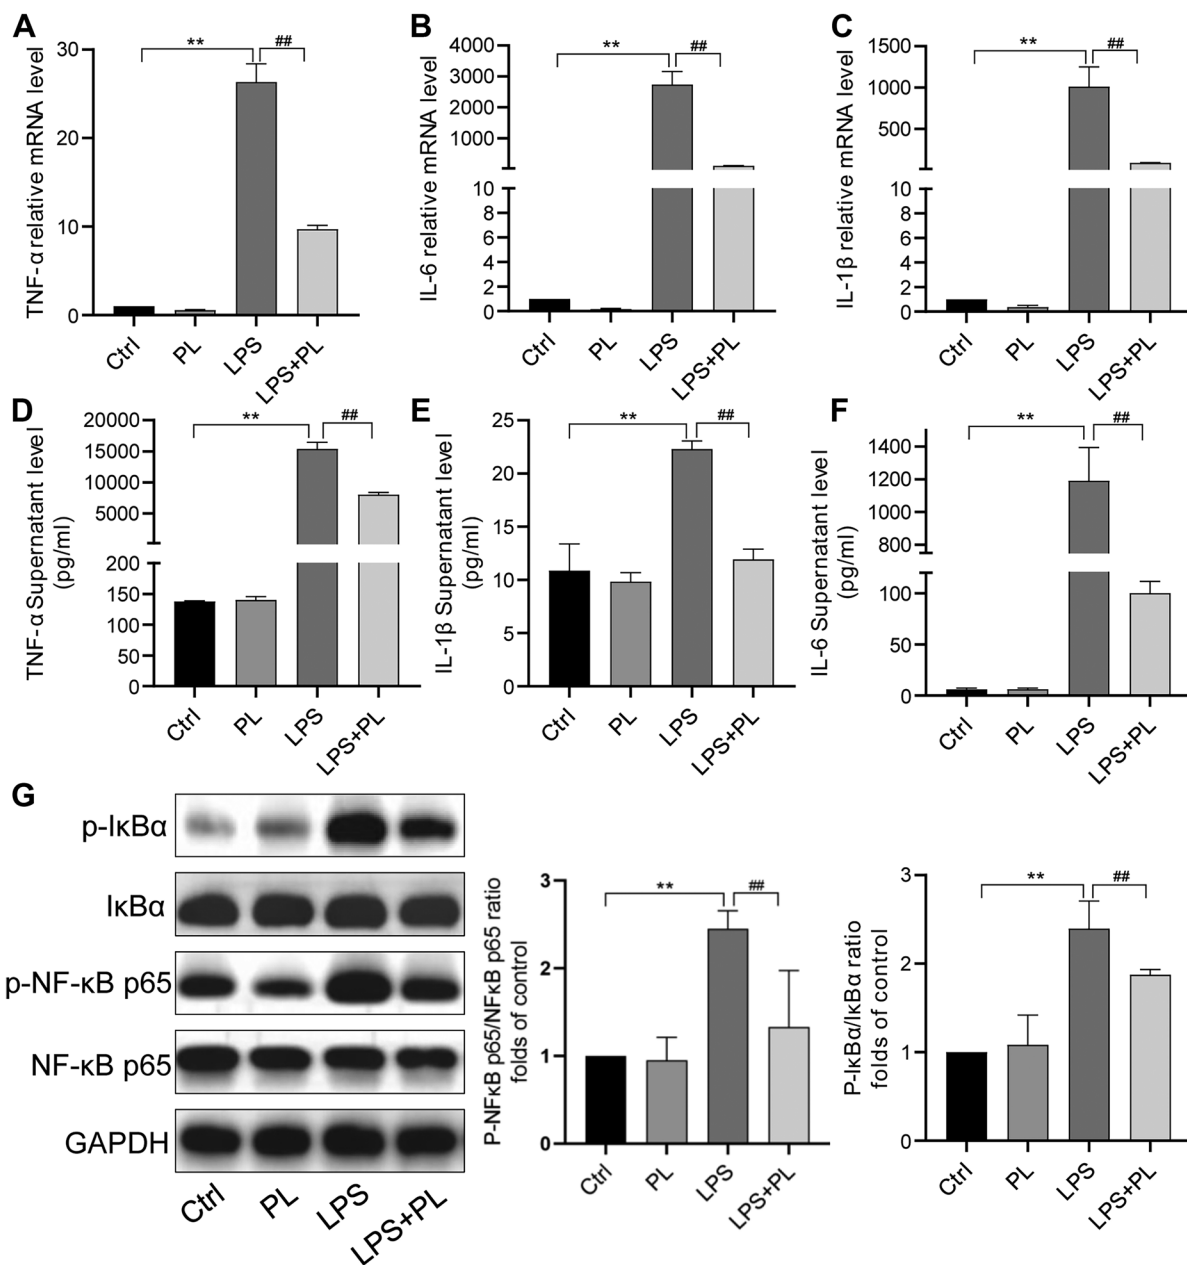 A
TNF-α relative mRNA level
30
20
10
0
**
##
Ctrl
PL
LPS
LPS+PL
B
IL-6 relative mRNA level
4000
3000
2000
1000
10
8
6
4
2
0
**
##
Ctrl
PL
LPS
LPS+PL
C
IL-1β relative mRNA level
1500
1000
500
10
8
6
4
2
0
**
##
Ctrl
PL
LPS
LPS+PL
D
TNF-α Supernatant level
(pg/ml)
20000
15000
10000
5000
200
150
100
50
0
**
##
Ctrl
PL
LPS
LPS+PL
E
IL-1β Supernatant level
(pg/ml)
25
20
15
10
5
0
**
##
Ctrl
PL
LPS
LPS+PL
F
IL-6 Supernatant level
(pg/ml)
1400
1200
1000
800
100
50
0
**
##
Ctrl
PL
LPS
LPS+PL
G
p-IκBα
IκBα
p-NF-κB p65
NF-κB p65
GAPDH
Ctrl
PL
LPS
LPS+PL
P-NFκB p65/NFκB p65 ratio
folds of control
3
2
1
0
**
##
Ctrl
PL
LPS
LPS+PL
P-IκBα/IκBα ratio
folds of control
3
2
1
0
**
##
Ctrl
PL
LPS
LPS+PL